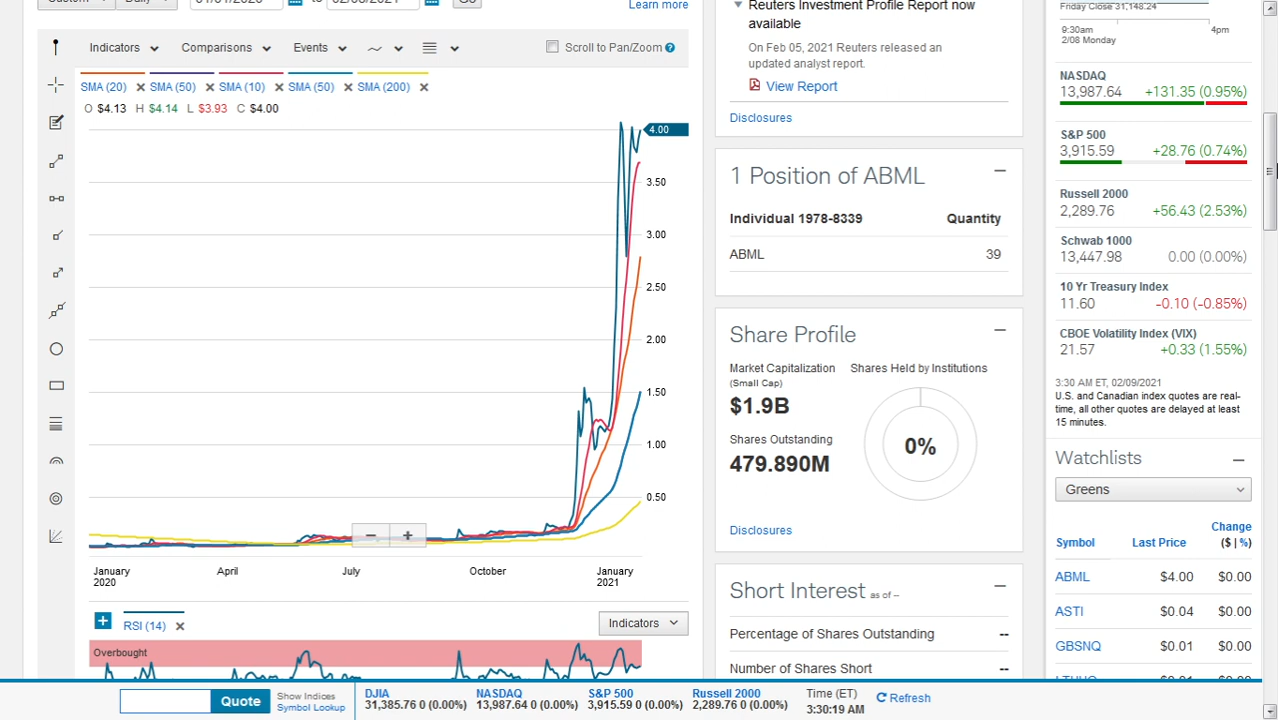 Learn more
Indicators
Comparisons
Events
Scroll to Pan/Zoom
SMA (20)
SMA (50)
SMA (10)
SMA (50)
SMA (200)
O $4.13 H $4.14 L $3.93 C $4.00
4.00
3.50
3.00
2.50
2.00
1.50
1.00
0.50
January 2020
April
July
October
January 2021
RSI (14)
Indicators
Overbought
Reuters Investment Profile Report now
available
On Feb 05, 2021 Reuters released an
updated analyst report.
View Report
Disclosures
1 Position of ABML
Individual 1978-8339 Quantity
ABML 39
Share Profile
Market Capitalization
(Small Cap)
$1.9B
Shares Outstanding
479.890M
Shares Held by Institutions
0%
Disclosures
Short Interest as of --
Percentage of Shares Outstanding --
Number of Shares Short --
Friday Close 31,148.24
9:30am 4pm
2/08 Monday
NASDAQ
13,987.64 +131.35 (0.95%)
S&P 500
3,915.59 +28.76 (0.74%)
Russell 2000
2,289.76 +56.43 (2.53%)
Schwab 1000
13,447.98 0.00 (0.00%)
10 Yr Treasury Index
11.60 -0.10 (-0.85%)
CBOE Volatility Index (VIX)
21.57 +0.33 (1.55%)
3:30 AM ET, 02/09/2021
U.S. and Canadian index quotes are real-
time, all other quotes are delayed at least
15 minutes.
Watchlists
Greens
Symbol Last Price Change ($ | %)
ABML $4.00 $0.00
ASTI $0.04 $0.00
GBSNQ $0.01 $0.00
Quote
Show Indices
Symbol Lookup
DJIA
31,385.76 0 (0.00%)
NASDAQ
13,987.64 0 (0.00%)
S&P 500
3,915.59 0 (0.00%)
Russell 2000
2,289.76 0 (0.00%)
Time (ET)
3:30:19 AM
Refresh